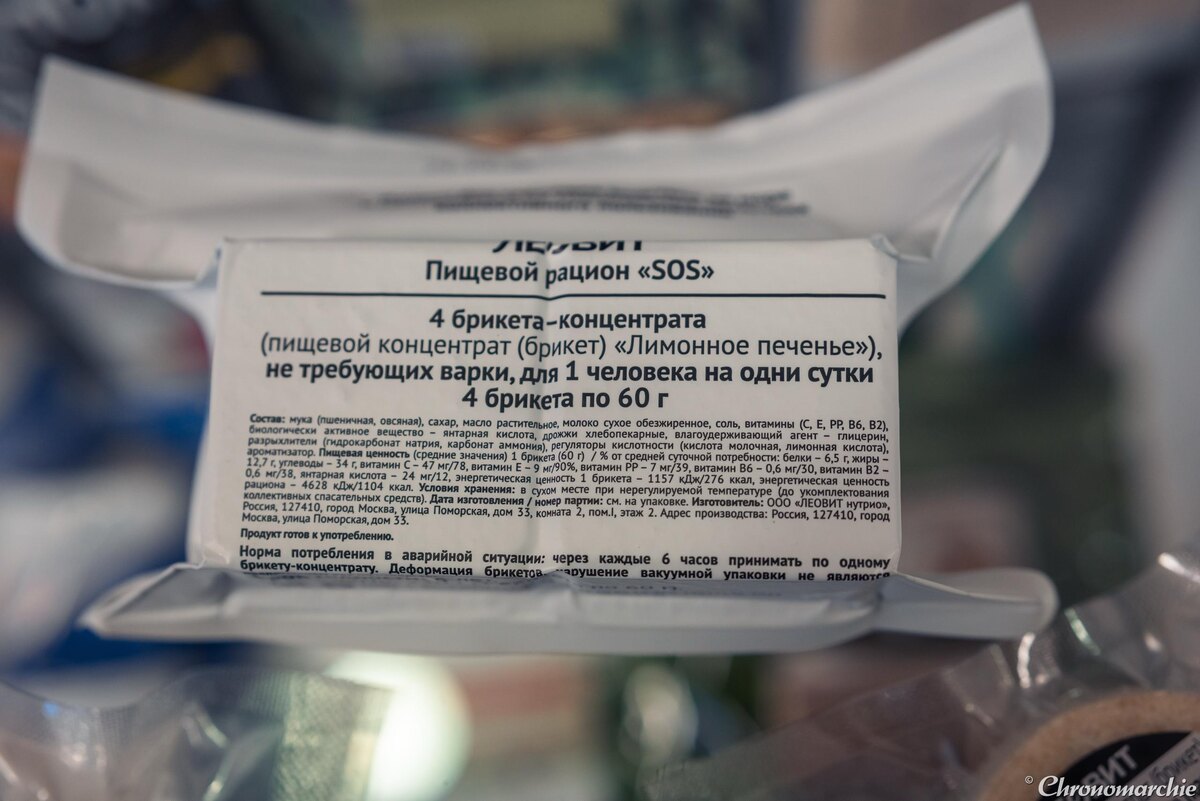 ЛЕОВИТ
Пищевой рацион «SOS»
4 брикета-концентрата
(пищевой концентрат (брикет) «Лимонное печенье»),
не требующих варки, для 1 человека на одни сутки
4 брикета по 60 г
Состав: мука (пшеничная, овсяная), сахар, масло растительное, молоко сухое обезжиренное, соль, витамины (С, Е, РР, В6, В2),
биологически активное вещество – янтарная кислота, дрожжи хлебопекарные, влагоудерживающий агент – глицерин,
разрыхлители (гидрокарбонат натрия, карбонат аммония), регуляторы кислотности (кислота молочная, лимонная кислота),
ароматизатор. Пищевая ценность (средние значения) 1 брикета (60 г) / % от средней суточной потребности: белки – 6,5 г, жиры –
12,7 г, углеводы – 34 г, витамин С – 47 мг/78, витамин Е – 9 мг/90%, витамин РР – 7 мг/39, витамин В6 – 0,6 мг/30, витамин В2 –
0,6 мг/38, янтарная кислота – 24 мг/12, энергетическая ценность 1 брикета – 1157 кДж/276 ккал, энергетическая ценность
рациона – 4628 кДж/1104 ккал. Условия хранения: в сухом месте при нерегулируемой температуре (до укомплектования
коллективных спасательных средств). Дата изготовления / номер партии: см. на упаковке. Изготовитель: ООО «ЛЕОВИТ нутрио»,
Россия, 127410, город Москва, улица Поморская, дом 33, комната 2, пом.I, этаж 2. Адрес производства: Россия, 127410, город
Москва, улица Поморская, дом 33.
Продукт готов к употреблению.
Норма потребления в аварийной ситуации: через каждые 6 часов принимать по одному
брикету-концентрату. Деформация брикетов, нарушение вакуумной упаковки не являются
по 60 г
ОВИТ
© Chronomarchie